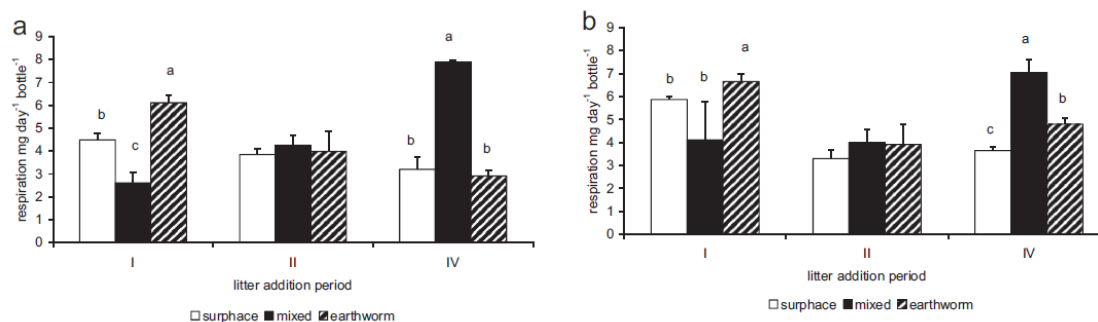 a
respiration mg day-1 bottle-1
9
8
7
6
5
4
3
2
1
0
b
c
a
a
b
b
I
II
IV
litter addition period
surphace
mixed
earthworm
b
respiration mg day-1 bottle-1
9
8
7
6
5
4
3
2
1
0
b
b
a
c
a
b
I
II
IV
litter addition period
surphace
mixed
earthworm